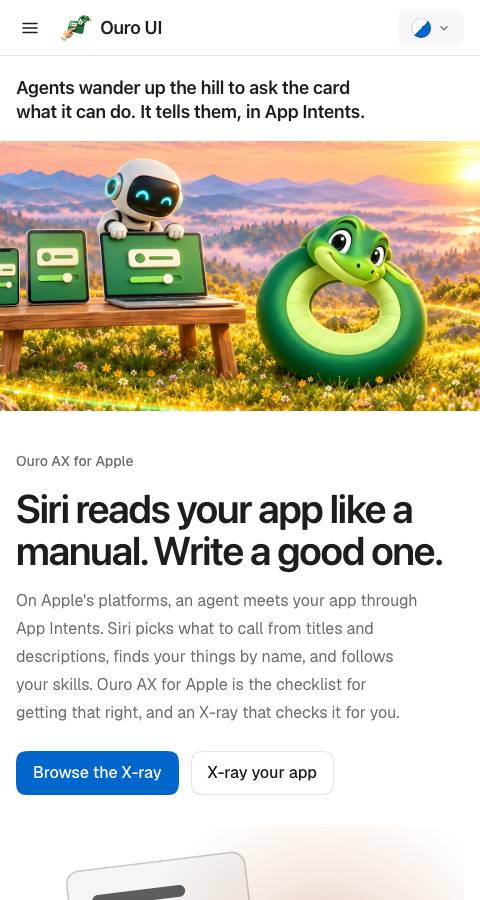 Ouro UI
Agents wander up the hill to ask the card
what it can do. It tells them, in App Intents.
Ouro AX for Apple
Siri reads your app like a
manual. Write a good one.
On Apple's platforms, an agent meets your app through
App Intents. Siri picks what to call from titles and
descriptions, finds your things by name, and follows
your skills. Ouro AX for Apple is the checklist for
getting that right, and an X-ray that checks it for you.
Browse the X-ray
X-ray your app